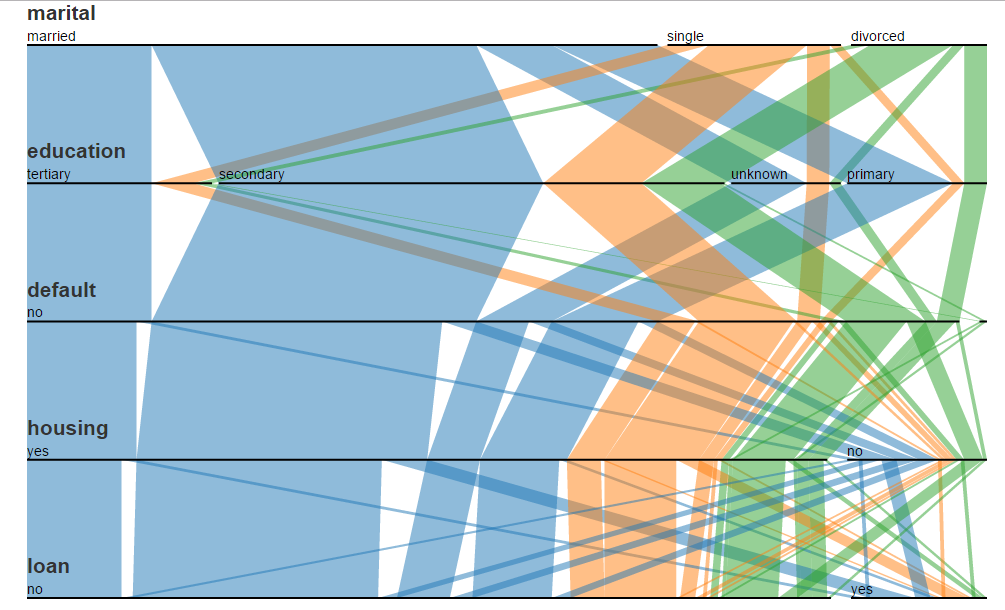 marital
married single divorced
education
tertiary secondary unknown primary
default
no
housing
yes no
loan
no yes